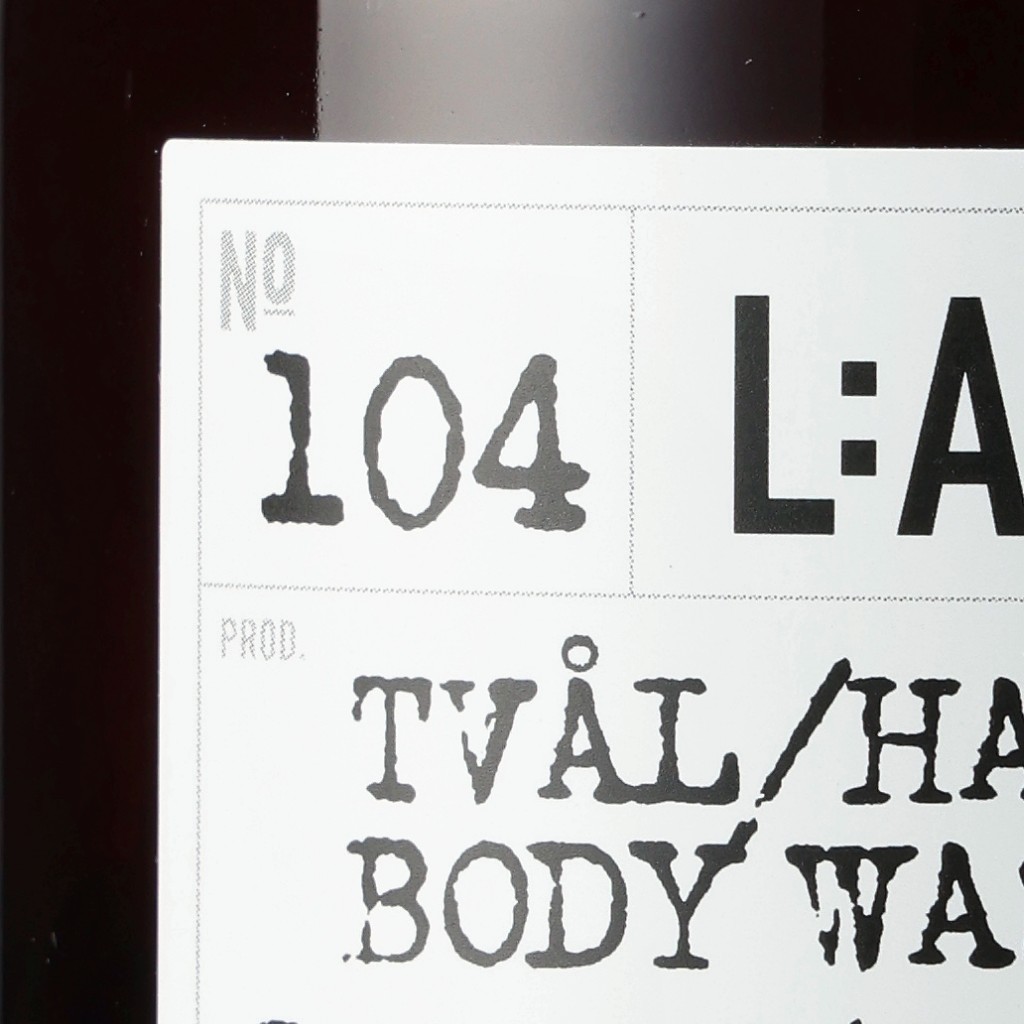 Nº
104
L:A
PROD.
TVÅL/HA
BODY WA